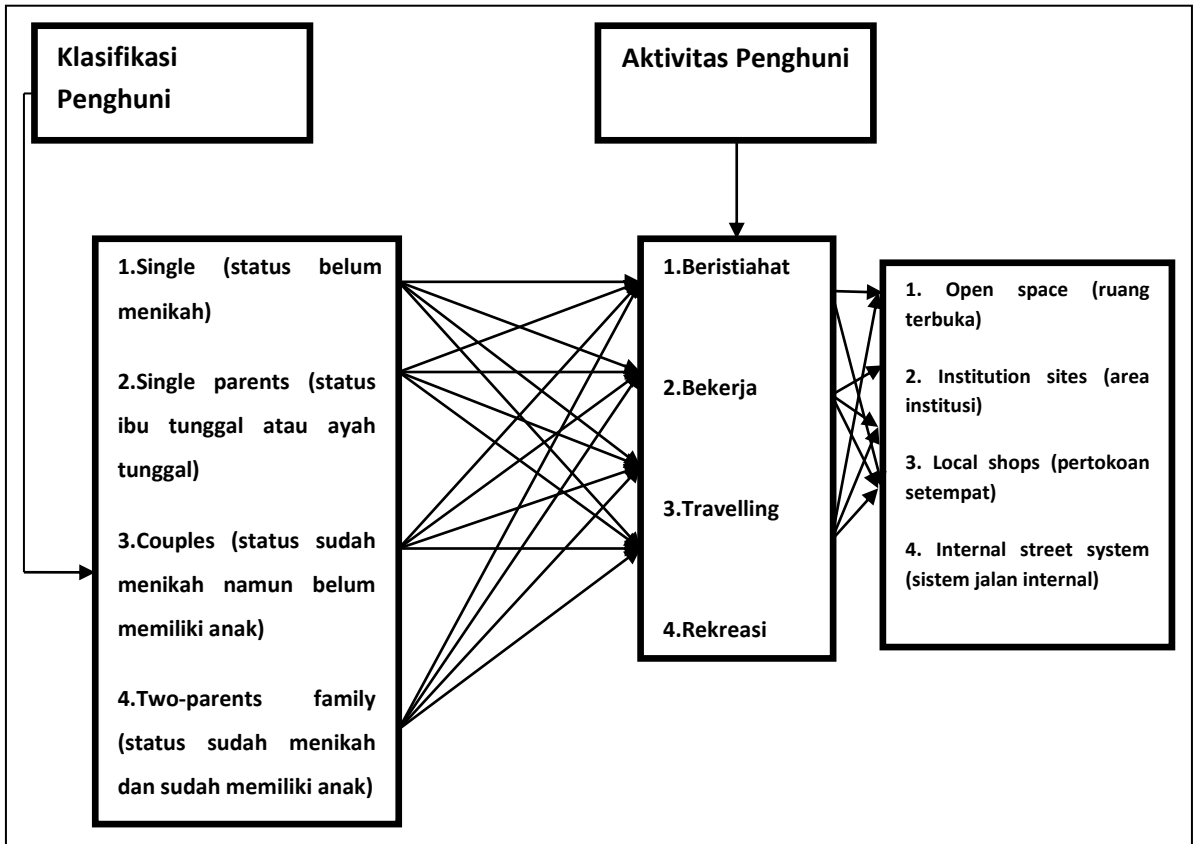 Klasifikasi
Penghuni
Aktivitas Penghuni
1.Single (status belum
menikah)
2.Single parents (status
ibu tunggal atau ayah
tunggal)
3.Couples (status sudah
menikah namun belum
memiliki anak)
4.Two-parents family
(status sudah menikah
dan sudah memiliki anak)
1.Beristiahat
2.Bekerja
3.Travelling
4.Rekreasi
1. Open space (ruang
terbuka)
2. Institution sites (area
institusi)
3. Local shops (pertokoan
setempat)
4. Internal street system
(sistem jalan internal)